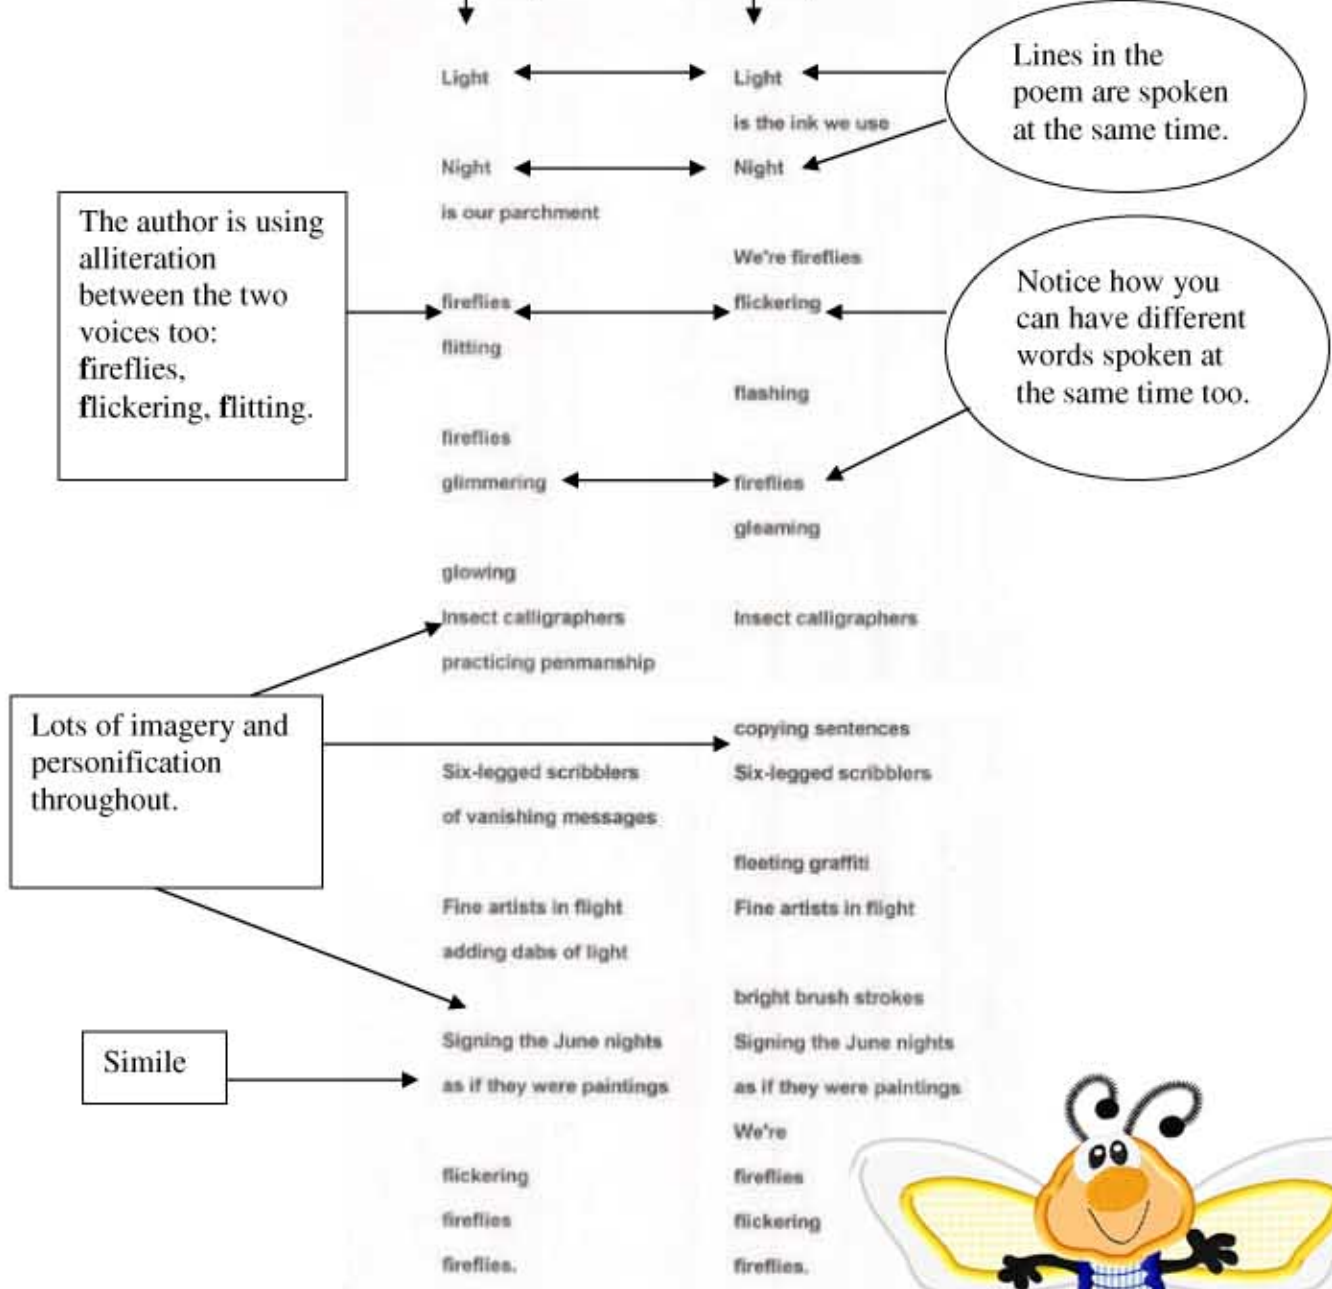 Light Light
is the ink we use
Night Night
is our parchment
We're fireflies
fireflies flickering
flitting
flashing
fireflies
glimmering fireflies
gleaming
glowing
Insect calligraphers Insect calligraphers
practicing penmanship
copying sentences
Six-legged scribblers Six-legged scribblers
of vanishing messages
fleeting graffiti
Fine artists in flight Fine artists in flight
adding dabs of light
bright brush strokes
Signing the June nights Signing the June nights
as if they were paintings as if they were paintings
We're
flickering fireflies
fireflies flickering
fireflies. fireflies.
Lines in the
poem are spoken
at the same time.
The author is using
alliteration
between the two
voices too:
fireflies,
flickering, flitting.
Notice how you
can have different
words spoken at
the same time too.
Lots of imagery and
personification
throughout.
Simile